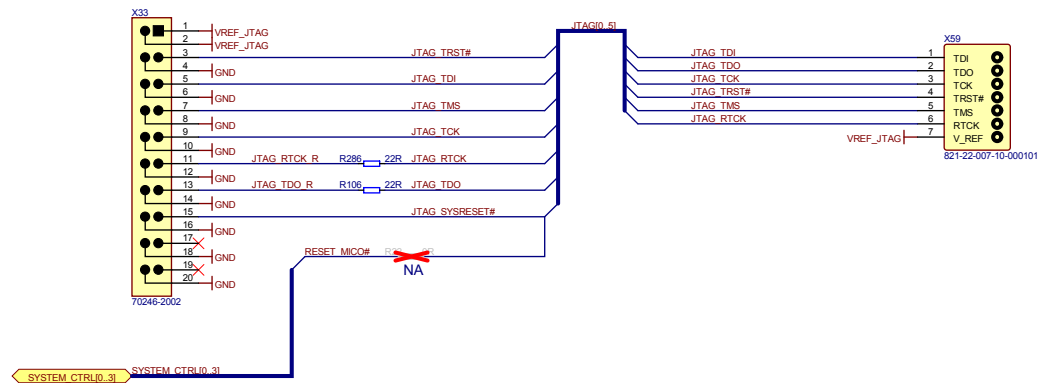 X33
JTAG[0..5]
X59
1 VREF_JTAG
2 VREF_JTAG
3 JTAG_TRST#
4 GND
5 JTAG_TDI
6 GND
7 JTAG_TMS
8 GND
9 JTAG_TCK
10 GND
11 JTAG_RTCK_R R286 22R JTAG_RTCK
12 GND
13 JTAG_TDO_R R106 22R JTAG_TDO
14 GND
15 JTAG_SYSRESET#
16 GND
17
18 GND
19
20 GND
70246-2002
JTAG_TDI 1 TDI
JTAG_TDO 2 TDO
JTAG_TCK 3 TCK
JTAG_TRST# 4 TRST#
JTAG_TMS 5 TMS
JTAG_RTCK 6 RTCK
VREF_JTAG 7 V_REF
821-22-007-10-000101
RESET_MICO#
NA
SYSTEM_CTRL[0..3] SYSTEM_CTRL[0..3]